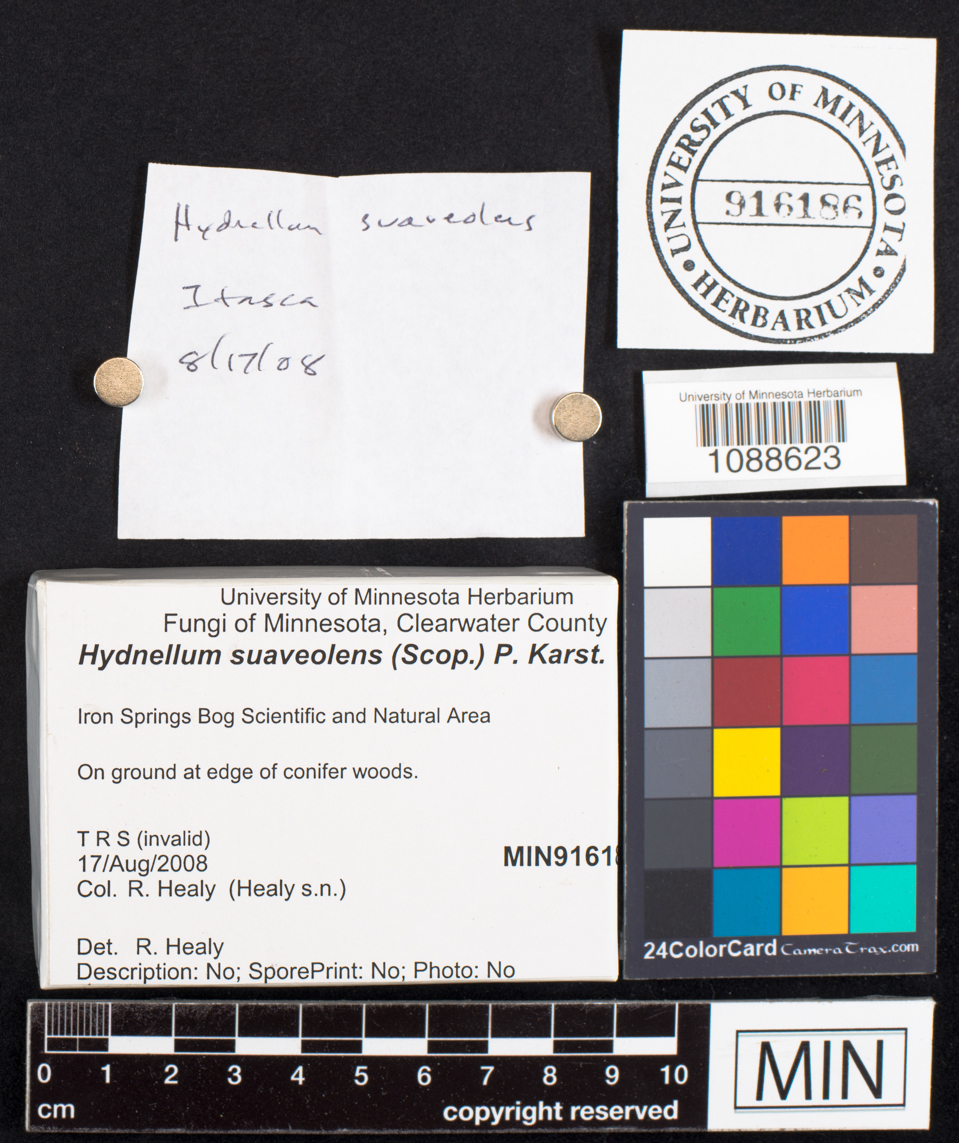 UNIVERSITY OF MINNESOTA
916186
• HERBARIUM •
Hydnellum suaveolens
Itasca
8/17/08
University of Minnesota Herbarium
1088623
University of Minnesota Herbarium
Fungi of Minnesota, Clearwater County
Hydnellum suaveolens (Scop.) P. Karst.
Iron Springs Bog Scientific and Natural Area
On ground at edge of conifer woods.
T R S (invalid)
17/Aug/2008
MIN9161
Col. R. Healy (Healy s.n.)
Det. R. Healy
Description: No; SporePrint: No; Photo: No
24ColorCard CameraTrax.com
0 1 2 3 4 5 6 7 8 9 10
cm
copyright reserved
MIN